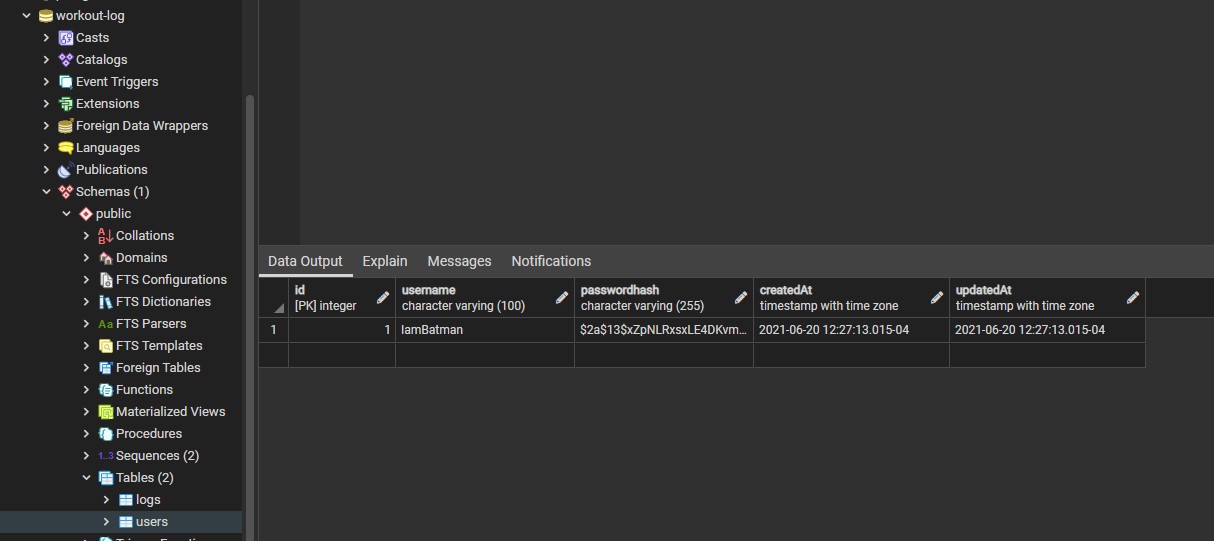 workout-log
Casts
Catalogs
Event Triggers
Extensions
Foreign Data Wrappers
Languages
Publications
Schemas (1)
public
Collations
Domains
FTS Configurations
FTS Dictionaries
FTS Parsers
FTS Templates
Foreign Tables
Functions
Materialized Views
Procedures
1..3 Sequences (2)
Tables (2)
logs
users
Data Output Explain Messages Notifications
id username passwordhash createdAt updatedAt
[PK] integer character varying (100) character varying (255) timestamp with time zone timestamp with time zone
1 1 IamBatman $2a$13$xZpNLRxsxLE4DKvm... 2021-06-20 12:27:13.015-04 2021-06-20 12:27:13.015-04